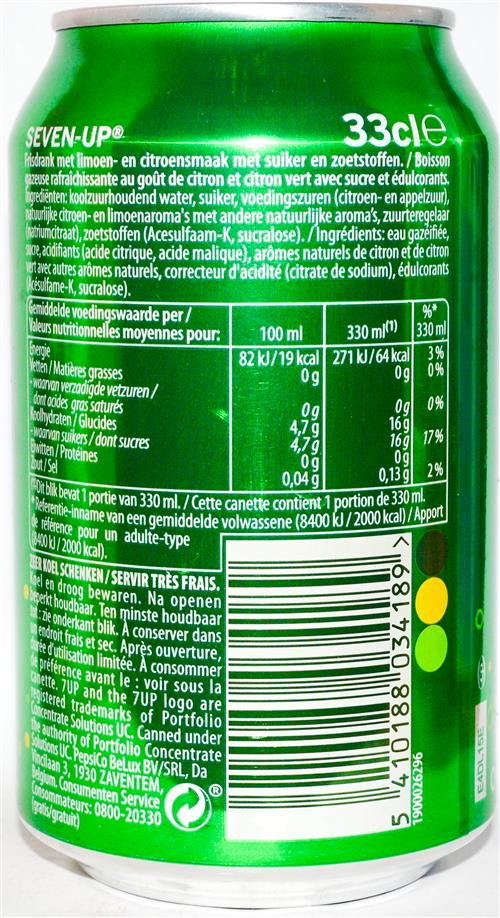 SEVEN-UP®
33cl℮
Frisdrank met limoen- en citroensmaak met suiker en zoetstoffen. / Boisson
gazeuse rafraichissante au goût de citron et citron vert avec sucre et édulcorants.
Ingrediënten: koolzuurhoudend water, suiker, voedingszuren (citroen- en appelzuur),
natuurlijke citroen- en limoenaroma's met andere natuurlijke aroma's, zuurteregelaar
(natriumcitraat), zoetstoffen (Acesulfaam-K, sucralose). / Ingrédients: eau gazéifiée,
sucre, acidifiants (acide citrique, acide malique), arômes naturels de citron et de citron
vert avec autres arômes naturels, correcteur d'acidité (citrate de sodium), édulcorants
(Acésulfame-K, sucralose).
Gemiddelde voedingswaarde per /
Valeurs nutritionnelles moyennes pour: 100 ml 330 ml(1) %* 330 ml
Energie 82 kJ/19 kcal 271 kJ/64 kcal 3%
Vetten / Matières grasses 0g 0g 0%
- waarvan verzadigde vetzuren /
dont acides gras saturés 0g 0g 0%
Koolhydraten / Glucides 4,7g 16g
- waarvan suikers / dont sucres 4,7g 16g 17%
Eiwitten / Protéines 0g 0g
Zout / Sel 0,04 g 0,13 g 2%
(1)Dit blik bevat 1 portie van 330 ml. / Cette canette contient 1 portion de 330 ml.
*Referentie-inname van een gemiddelde volwassene (8400 kJ / 2000 kcal) / Apport
de référence pour un adulte-type
(8400 kJ / 2000 kcal).
ZEER KOEL SCHENKEN / SERVIR TRÈS FRAIS.
Koel en droog bewaren. Na openen
beperkt houdbaar. Ten minste houdbaar
tot : zie onderkant blik. À conserver dans
un endroit frais et sec. Après ouverture,
durée d'utilisation limitée. À consommer
de préférence avant le : voir sous la
canette. 7UP and the 7UP logo are
registered trademarks of Portfolio
Concentrate Solutions UC. Canned under
the authority of Portfolio Concentrate
Solutions UC. PepsiCo BeLux BV/SRL, Da
Vincilaan 3, 1930 ZAVENTEM,
Belgium. Consumenten Service
Consommateurs: 0800-20330
(gratis/gratuit)
®
5 410188 034189 >
1900026296
E4DL15E